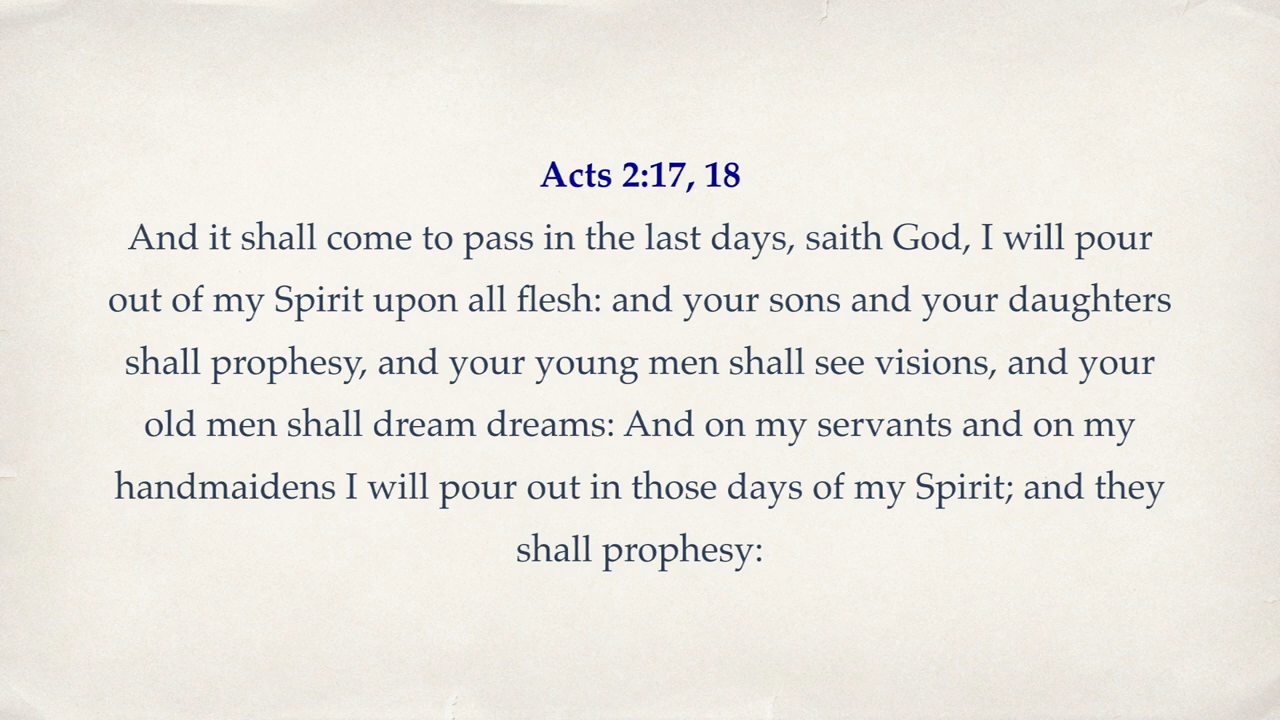 Acts 2:17, 18
And it shall come to pass in the last days, saith God, I will pour
out of my Spirit upon all flesh: and your sons and your daughters
shall prophesy, and your young men shall see visions, and your
old men shall dream dreams: And on my servants and on my
handmaidens I will pour out in those days of my Spirit; and they
shall prophesy: